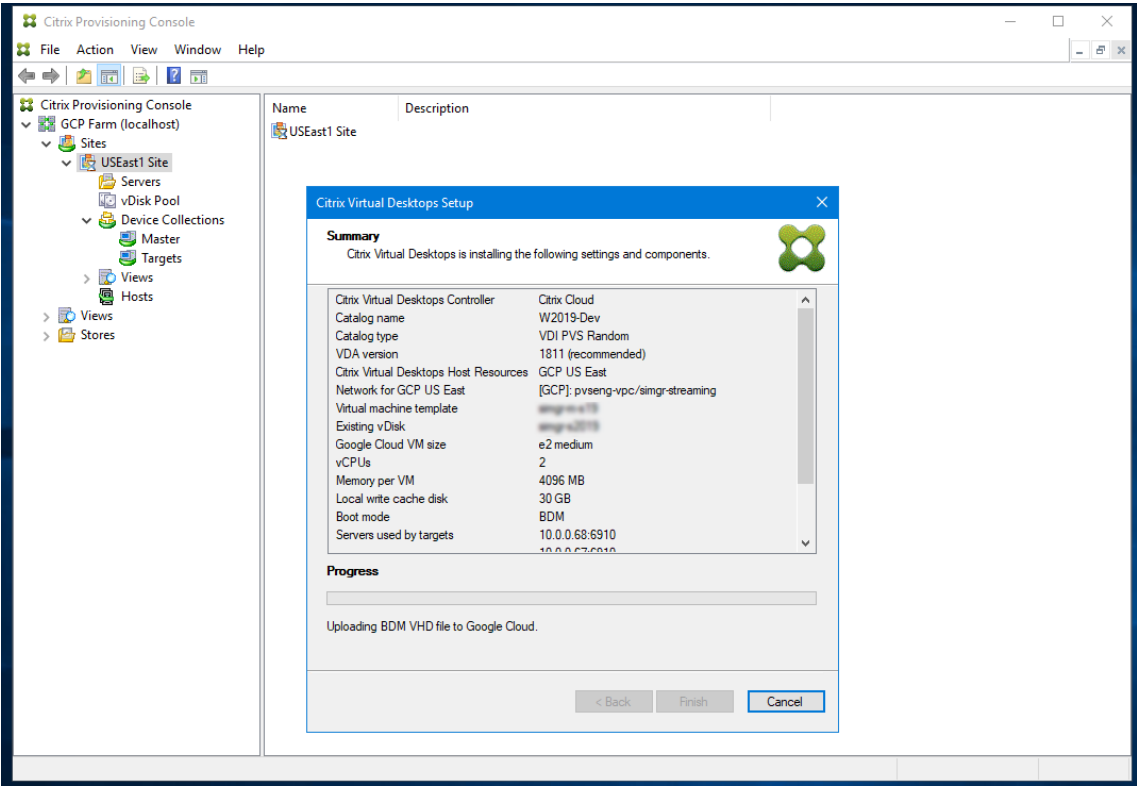 Citrix Provisioning Console
File Action View Window Help
Citrix Provisioning Console
GCP Farm (localhost)
Sites
USEast1 Site
Servers
vDisk Pool
Device Collections
Master
Targets
Views
Hosts
Views
Stores
Name Description
USEast1 Site
Citrix Virtual Desktops Setup
Summary
Citrix Virtual Desktops is installing the following settings and components.
Citrix Virtual Desktops Controller Citrix Cloud
Catalog name W2019-Dev
Catalog type VDI PVS Random
VDA version 1811 (recommended)
Citrix Virtual Desktops Host Resources GCP US East
Network for GCP US East [GCP]: pvseng-vpc/simgr-streaming
Virtual machine template
Existing vDisk
Google Cloud VM size e2 medium
vCPUs 2
Memory per VM 4096 MB
Local write cache disk 30 GB
Boot mode BDM
Servers used by targets 10.0.0.68:6910
10.0.0.67:6910
Progress
Uploading BDM VHD file to Google Cloud.
< Back Finish Cancel